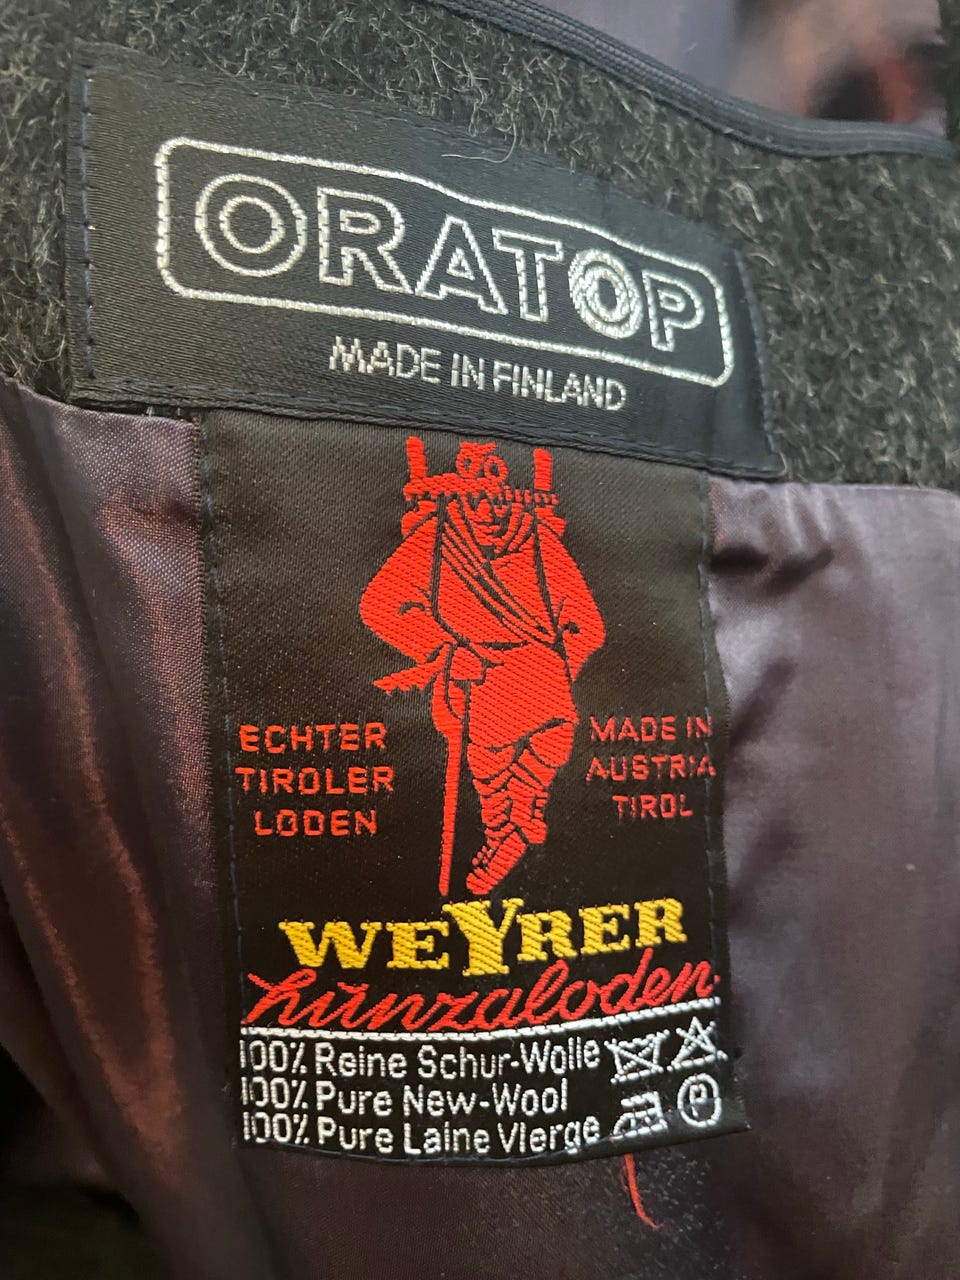 ORATOP
MADE IN FINLAND
ECHTER
TIROLER
LODEN
MADE IN
AUSTRIA
TIROL
WEYRER
hunzaloden
100% Reine Schur-Wolle
100% Pure New-Wool
100% Pure Laine Vierge
P